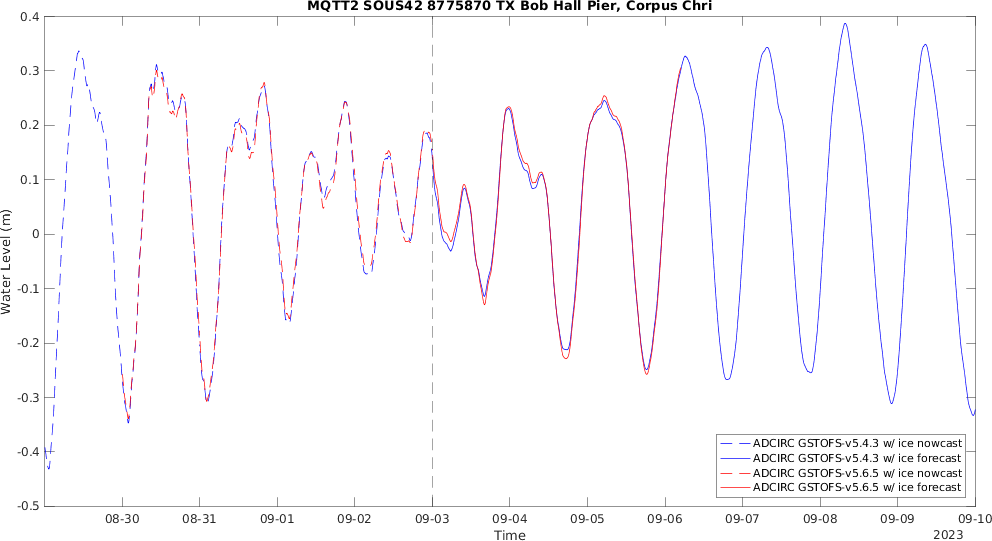 MQTT2 SOUS42 8775870 TX Bob Hall Pier, Corpus Chri
Water Level (m)
0.4
0.3
0.2
0.1
0
-0.1
-0.2
-0.3
-0.4
-0.5
ADCIRC GSTOFS-v5.4.3 w/ ice nowcast
ADCIRC GSTOFS-v5.4.3 w/ ice forecast
ADCIRC GSTOFS-v5.6.5 w/ ice nowcast
ADCIRC GSTOFS-v5.6.5 w/ ice forecast
08-30 08-31 09-01 09-02 09-03 09-04 09-05 09-06 09-07 09-08 09-09 09-10
Time
2023